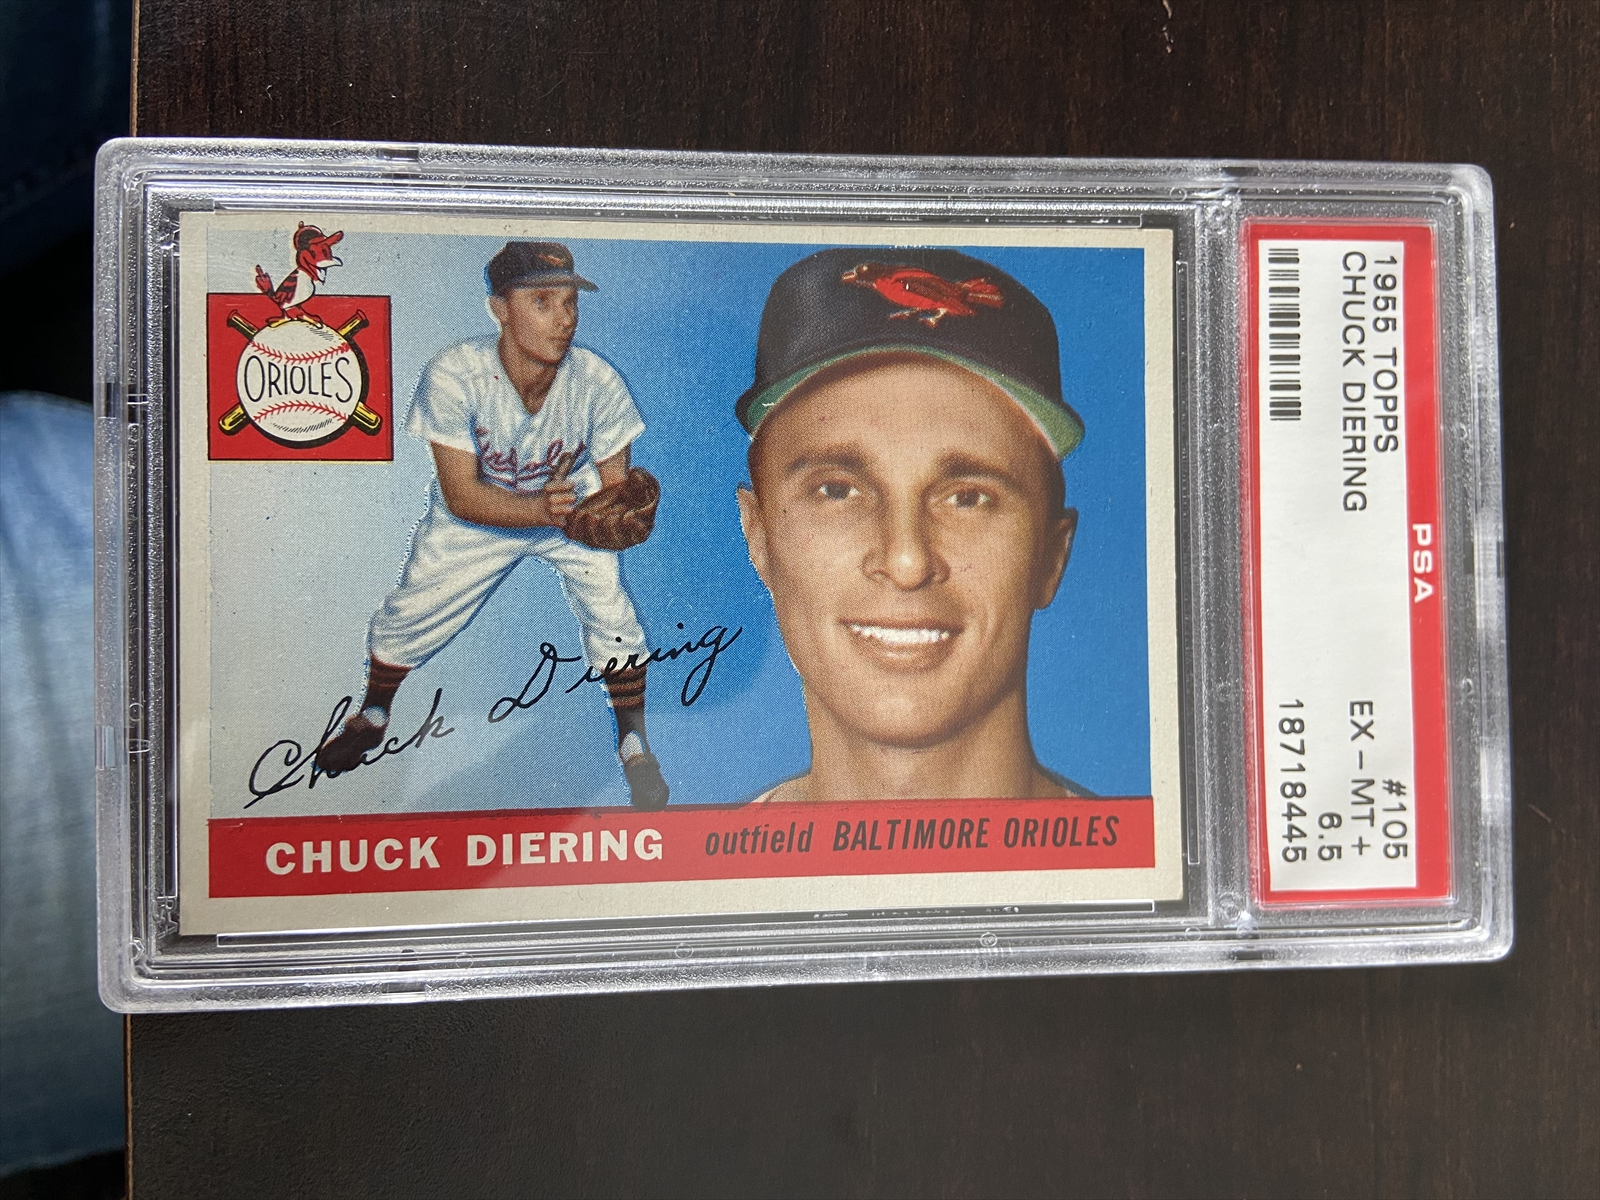 ORIOLES
Chuck Diering
CHUCK DIERING outfield BALTIMORE ORIOLES
1955 TOPPS #105
CHUCK DIERING EX - MT +
6.5
18718445
PSA